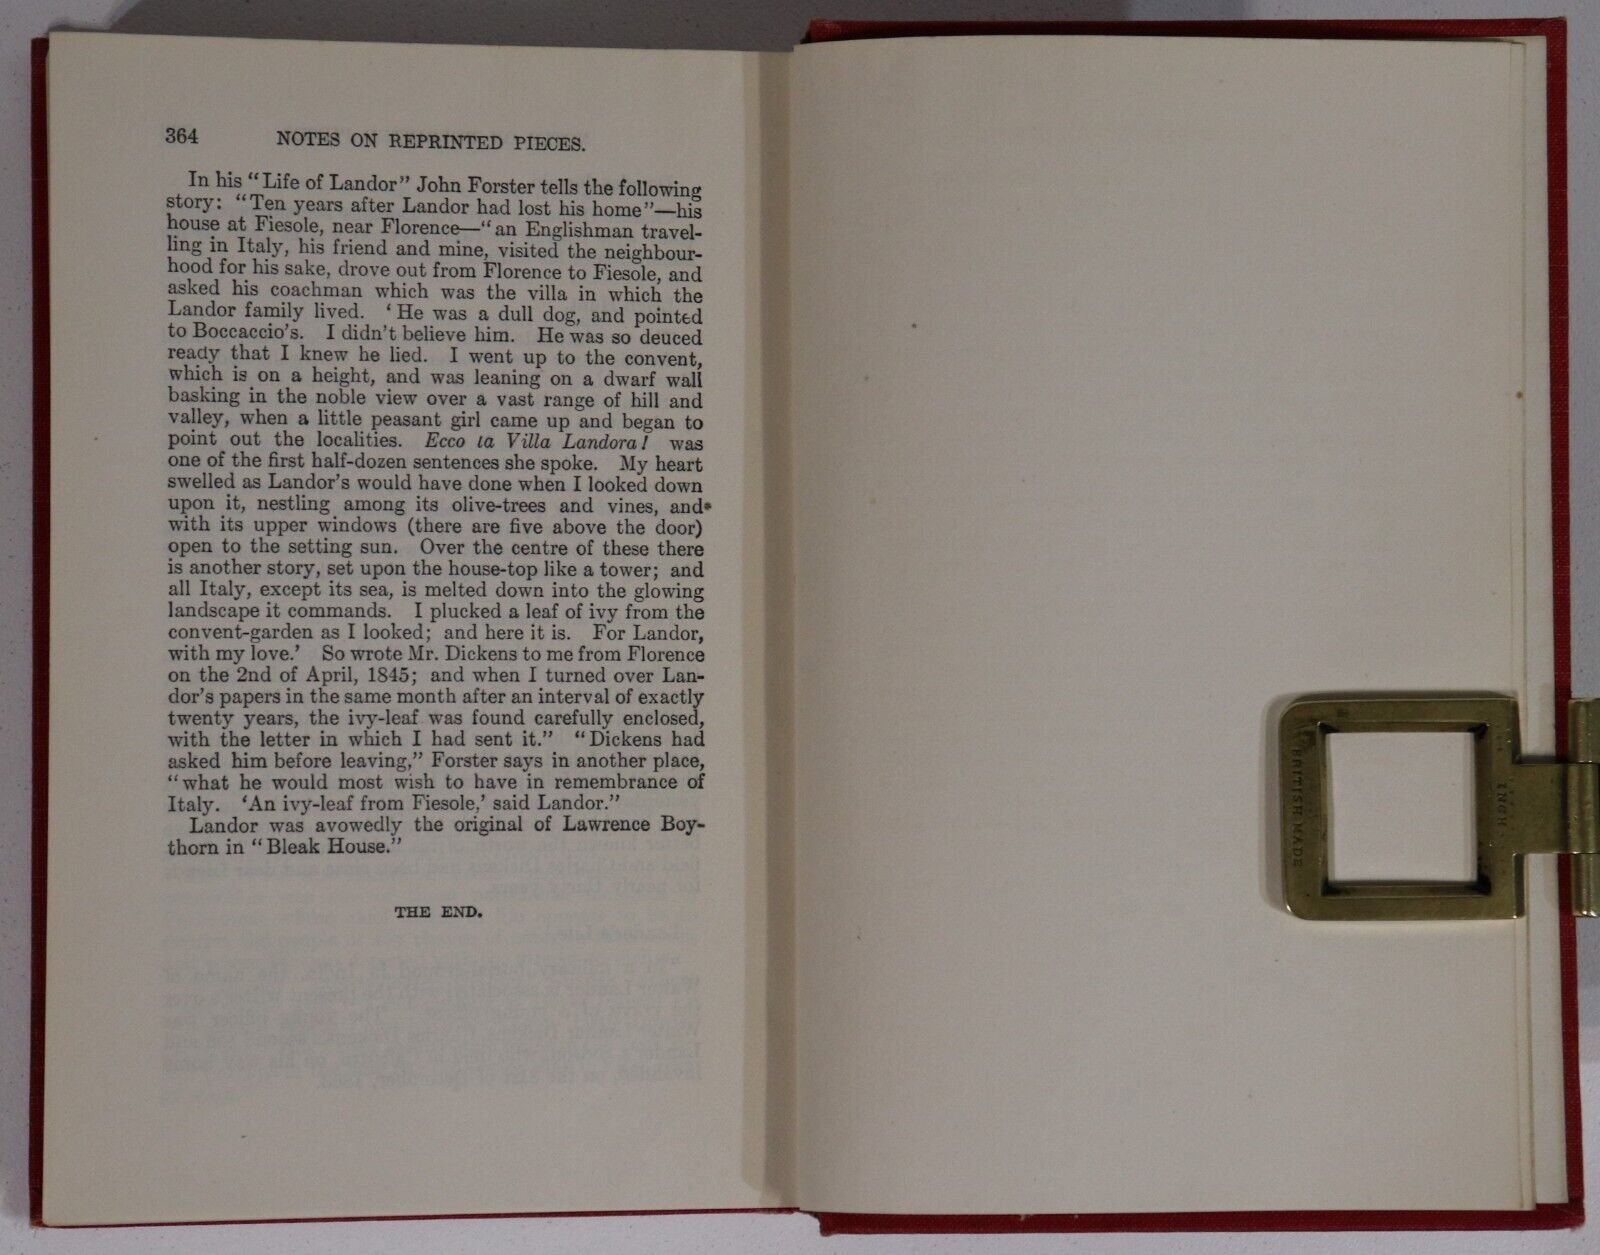 364 NOTES ON REPRINTED PIECES.
In his "Life of Landor" John Forster tells the following
story: "Ten years after Landor had lost his home"—his
house at Fiesole, near Florence—"an Englishman travel-
ling in Italy, his friend and mine, visited the neighbour-
hood for his sake, drove out from Florence to Fiesole, and
asked his coachman which was the villa in which the
Landor family lived. 'He was a dull dog, and pointed
to Boccaccio's. I didn't believe him. He was so deuced
ready that I knew he lied. I went up to the convent,
which is on a height, and was leaning on a dwarf wall
basking in the noble view over a vast range of hill and
valley, when a little peasant girl came up and began to
point out the localities. Ecco la Villa Landora! was
one of the first half-dozen sentences she spoke. My heart
swelled as Landor's would have done when I looked down
upon it, nestling among its olive-trees and vines, and
with its upper windows (there are five above the door)
open to the setting sun. Over the centre of these there
is another story, set upon the house-top like a tower; and
all Italy, except its sea, is melted down into the glowing
landscape it commands. I plucked a leaf of ivy from the
convent-garden as I looked; and here it is. For Landor,
with my love.' So wrote Mr. Dickens to me from Florence
on the 2nd of April, 1845; and when I turned over Lan-
dor's papers in the same month after an interval of exactly
twenty years, the ivy-leaf was found carefully enclosed,
with the letter in which I had sent it." "Dickens had
asked him before leaving," Forster says in another place,
"what he would most wish to have in remembrance of
Italy. 'An ivy-leaf from Fiesole,' said Landor."
Landor was avowedly the original of Lawrence Boy-
thorn in "Bleak House."
THE END.
BRITISH MADE